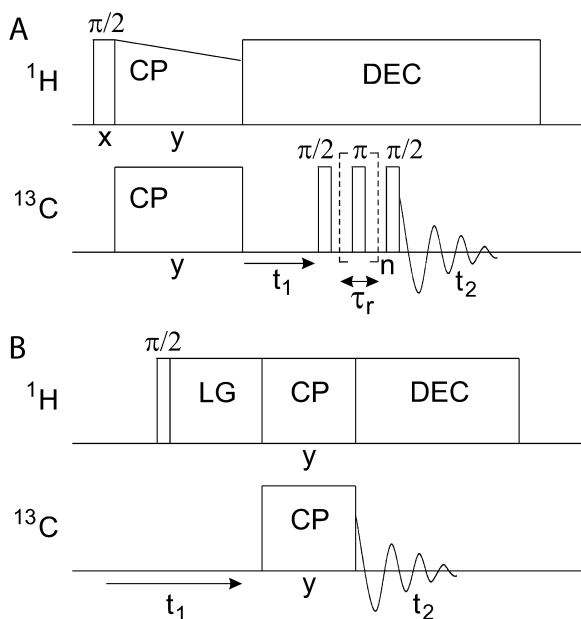 A
π/2
¹H
CP
DEC
x
y
π/2
π
π/2
¹³C
CP
y
t₁
n
τᵣ
t₂
B
π/2
¹H
LG
CP
DEC
y
¹³C
CP
t₁
y
t₂